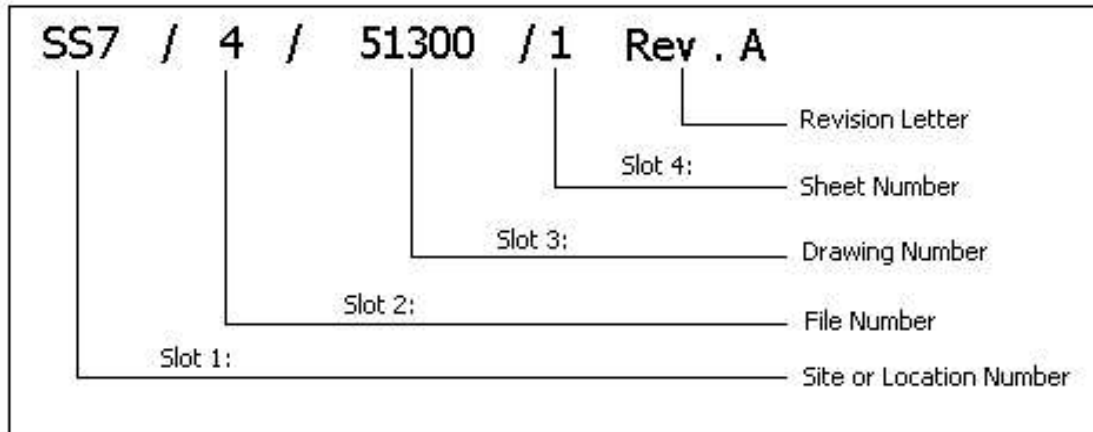 SS7 / 4 / 51300 / 1 Rev . A
Revision Letter
Slot 4:
Sheet Number
Slot 3:
Drawing Number
Slot 2:
File Number
Slot 1:
Site or Location Number